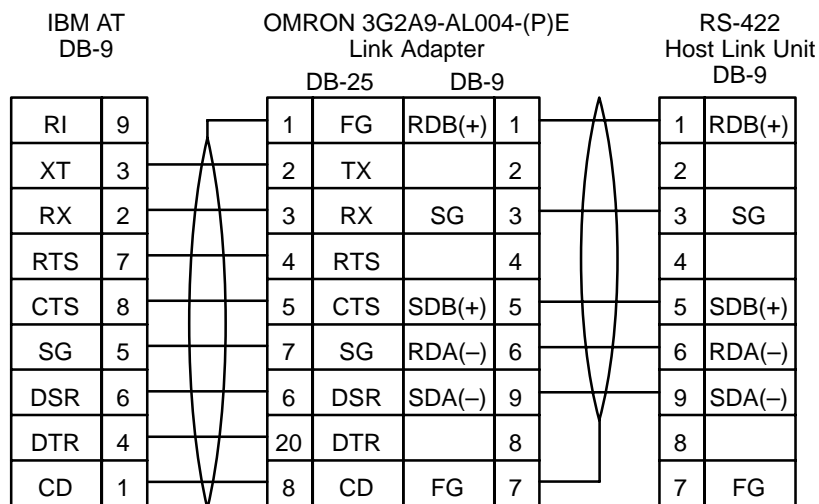 IBM AT OMRON 3G2A9-AL004-(P)E RS-422
DB-9 Link Adapter Host Link Unit
DB-25 DB-9 DB-9
RI 9 1 FG RDB(+) 1 1 RDB(+)
XT 3 2 TX 2 2
RX 2 3 RX SG 3 3 SG
RTS 7 4 RTS 4 4
CTS 8 5 CTS SDB(+) 5 5 SDB(+)
SG 5 7 SG RDA(–) 6 6 RDA(–)
DSR 6 6 DSR SDA(–) 9 9 SDA(–)
DTR 4 20 DTR 8 8
CD 1 8 CD FG 7 7 FG